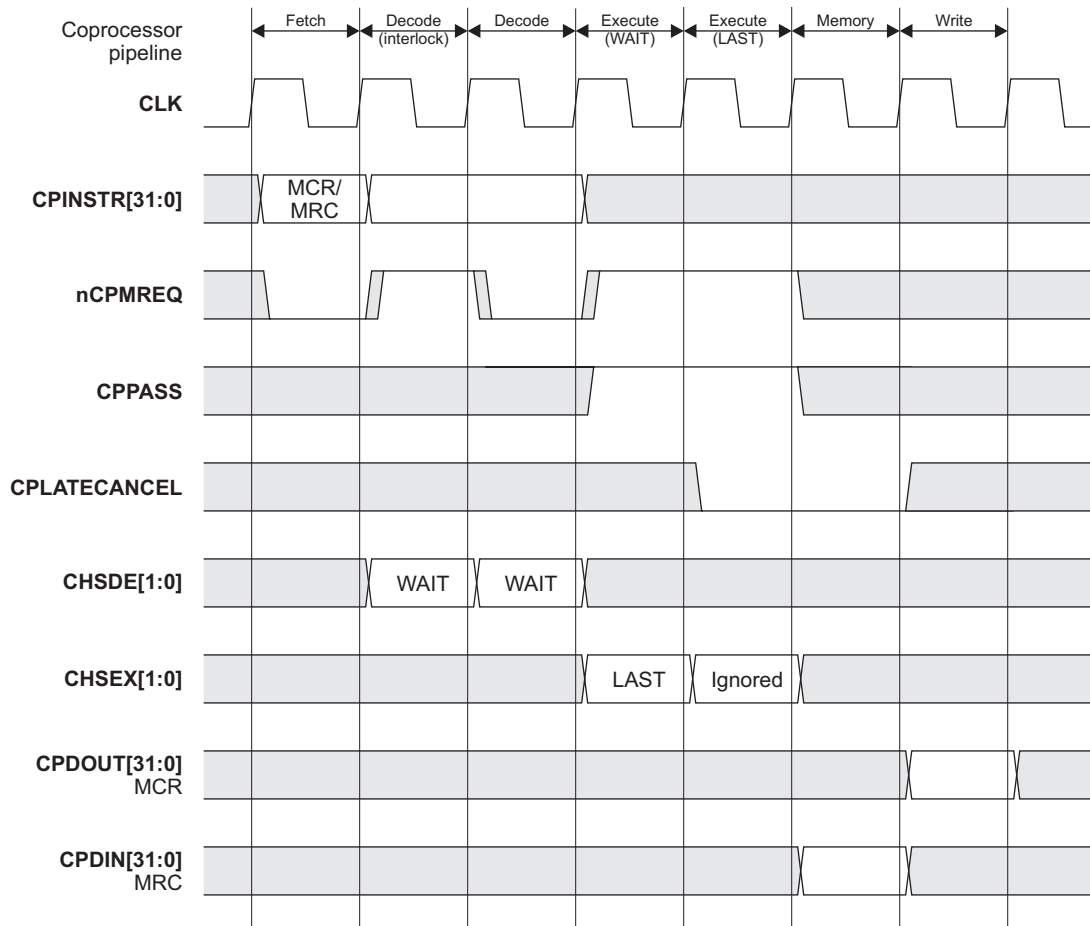 Coprocessor
pipeline
Fetch
Decode
(interlock)
Decode
Execute
(WAIT)
Execute
(LAST)
Memory
Write
CLK
CPINSTR[31:0]
MCR/
MRC
nCPMREQ
CPPASS
CPLATECANCEL
CHSDE[1:0]
WAIT
WAIT
CHSEX[1:0]
LAST
Ignored
CPDOUT[31:0]
MCR
CPDIN[31:0]
MRC